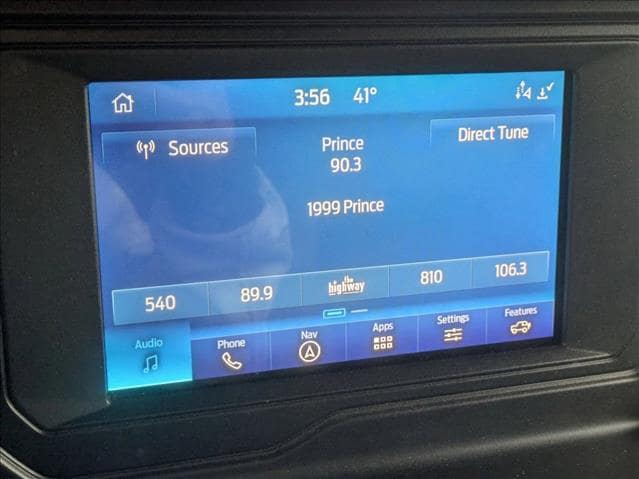 3:56 41°
Sources
Prince
90.3
Direct Tune
1999 Prince
540 89.9 the highway 810 106.3
Audio Phone Nav Apps Settings Features